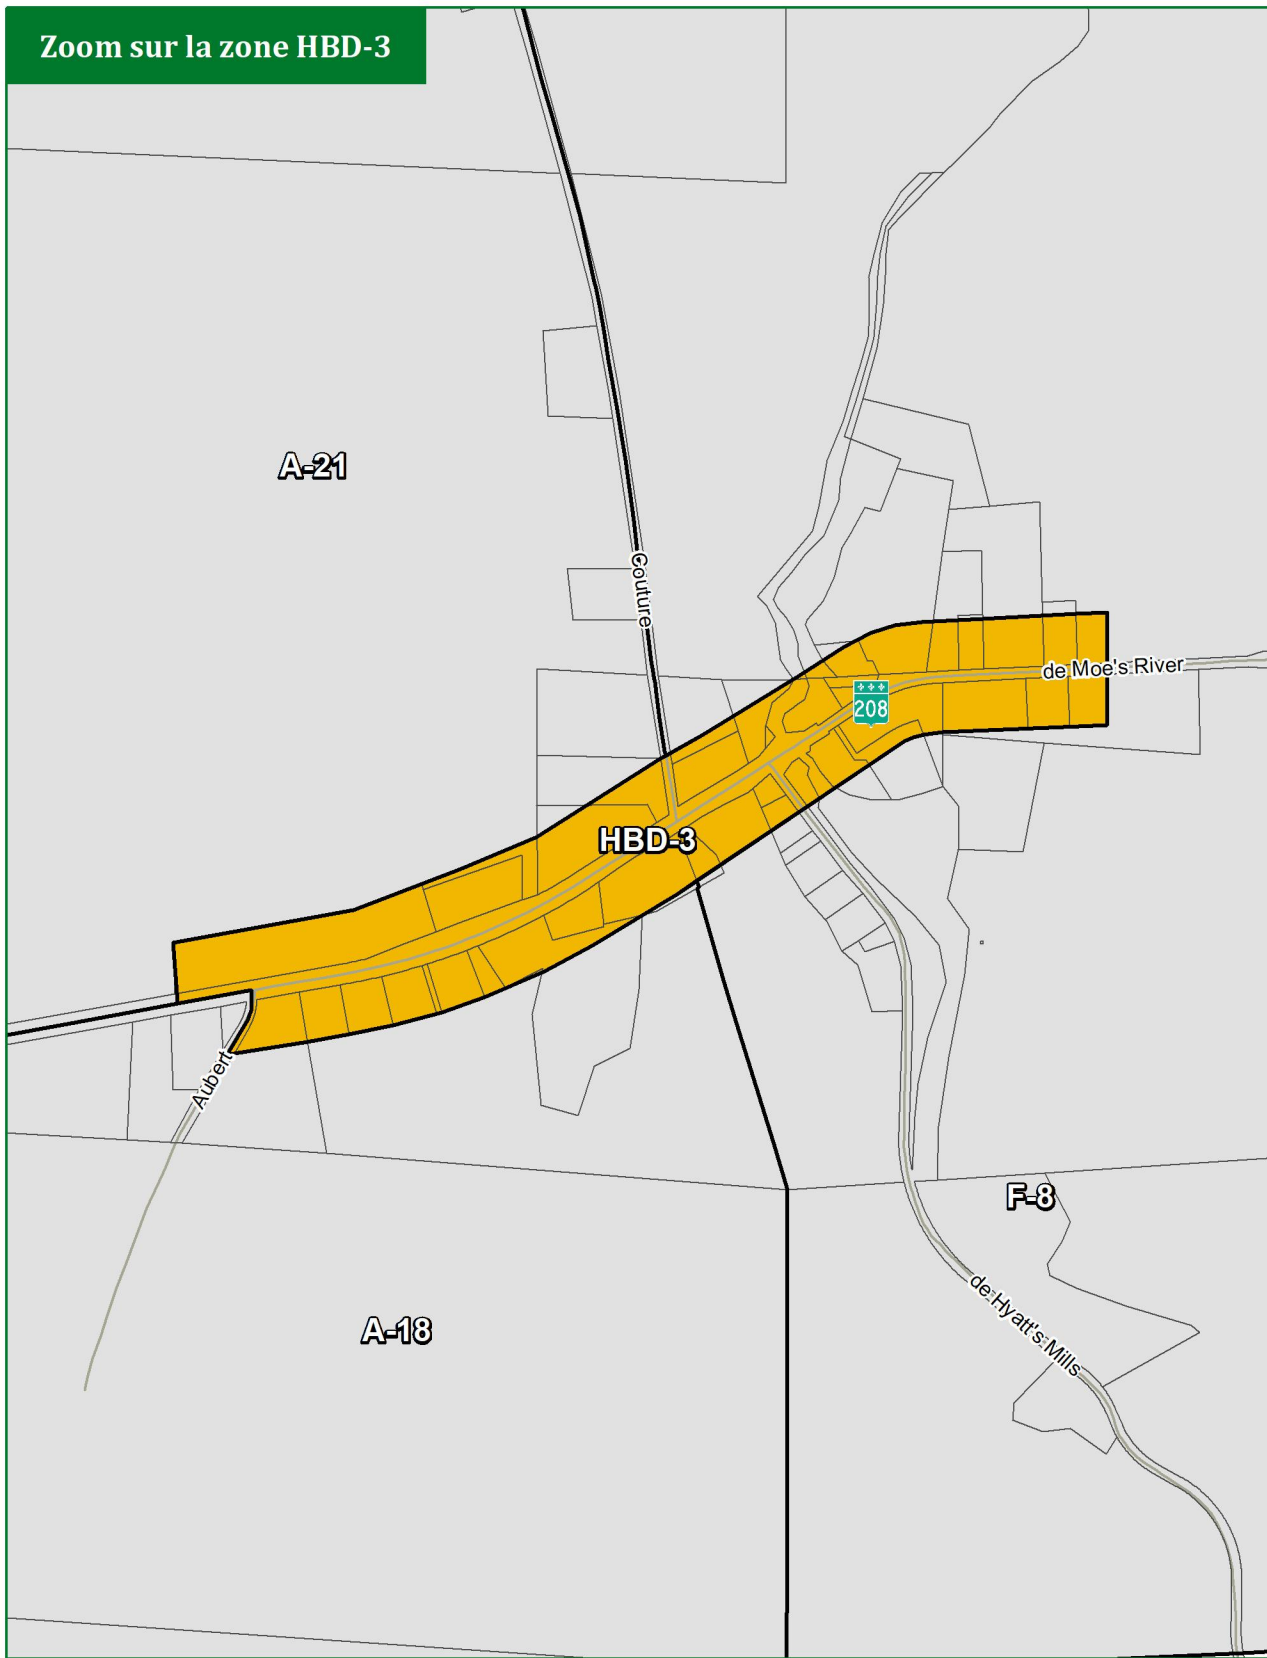 Zoom sur la zone HBD-3
A-21
Couture
de Moe's River
208
HBD-3
Aubert
F-8
de Hyatt's Mills
A-18